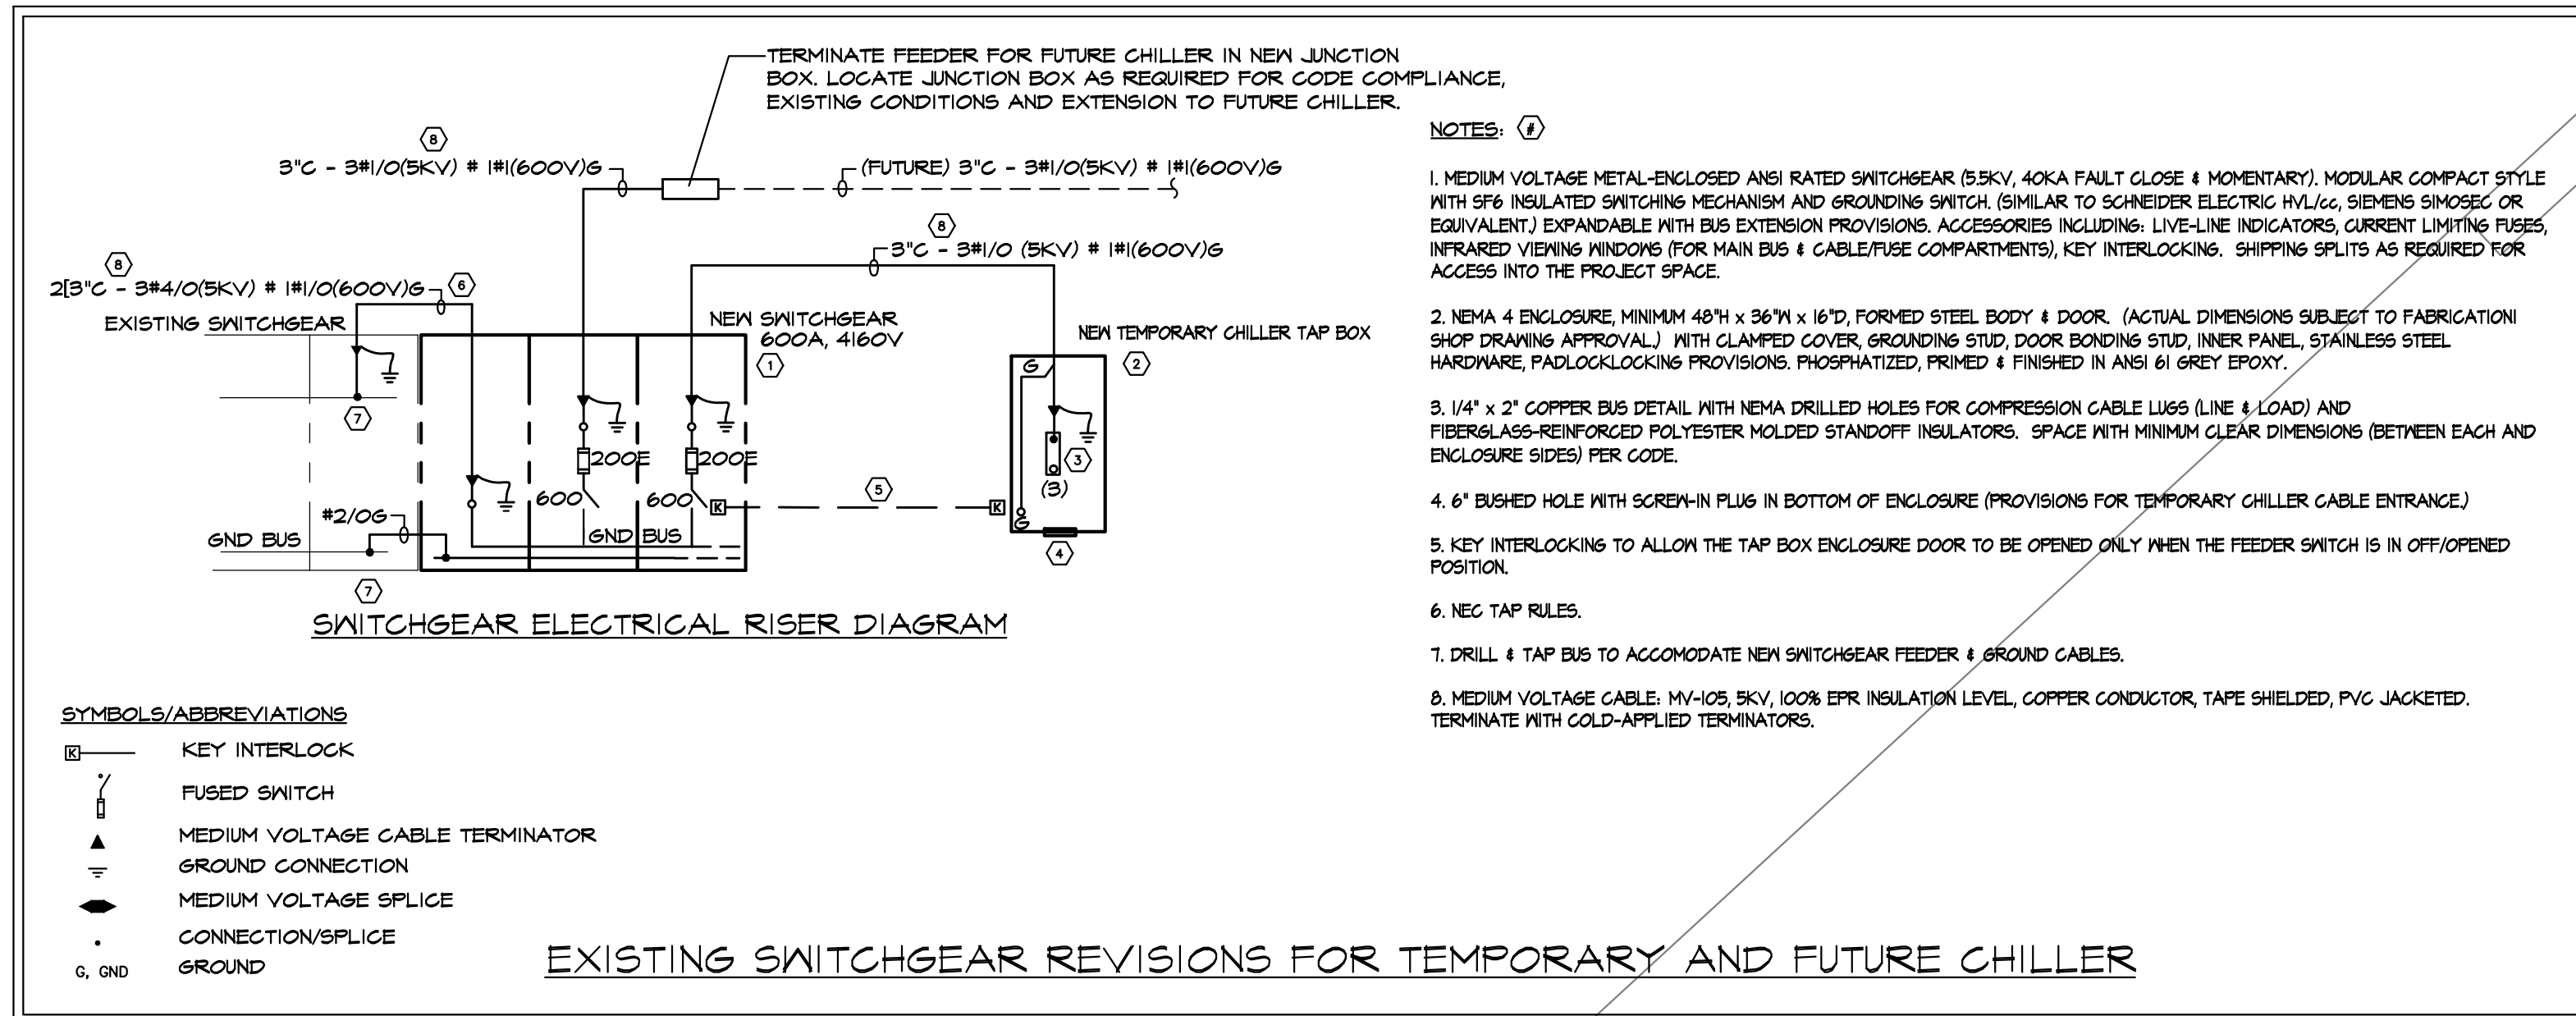 TERMINATE FEEDER FOR FUTURE CHILLER IN NEW JUNCTION
BOX. LOCATE JUNCTION BOX AS REQUIRED FOR CODE COMPLIANCE,
EXISTING CONDITIONS AND EXTENSION TO FUTURE CHILLER.
8
3"C - 3#1/0(5KV) # 1#1(600V)G
(FUTURE) 3"C - 3#1/0(5KV) # 1#1(600V)G
8
3"C - 3#1/0 (5KV) # 1#1(600V)G
8
2[3"C - 3#4/0(5KV) # 1#1/0(600V)G
6
EXISTING SWITCHGEAR
NEW SWITCHGEAR
600A, 4160V
1
NEW TEMPORARY CHILLER TAP BOX
2
G
7
200E
200E
3
(3)
600
600
K
5
K
G
#2/0G
GND BUS
GND BUS
4
7
SWITCHGEAR ELECTRICAL RISER DIAGRAM
SYMBOLS/ABBREVIATIONS
K
KEY INTERLOCK
FUSED SWITCH
MEDIUM VOLTAGE CABLE TERMINATOR
GROUND CONNECTION
MEDIUM VOLTAGE SPLICE
CONNECTION/SPLICE
G, GND GROUND
NOTES: #
1. MEDIUM VOLTAGE METAL-ENCLOSED ANSI RATED SWITCHGEAR (5.5KV, 40KA FAULT CLOSE & MOMENTARY). MODULAR COMPACT STYLE
WITH SF6 INSULATED SWITCHING MECHANISM AND GROUNDING SWITCH. (SIMILAR TO SCHNEIDER ELECTRIC HVL/cc, SIEMENS SIMOSEC OR
EQUIVALENT.) EXPANDABLE WITH BUS EXTENSION PROVISIONS. ACCESSORIES INCLUDING: LIVE-LINE INDICATORS, CURRENT LIMITING FUSES,
INFRARED VIEWING WINDOWS (FOR MAIN BUS & CABLE/FUSE COMPARTMENTS), KEY INTERLOCKING. SHIPPING SPLITS AS REQUIRED FOR
ACCESS INTO THE PROJECT SPACE.
2. NEMA 4 ENCLOSURE, MINIMUM 48"H x 36"W x 16"D, FORMED STEEL BODY & DOOR. (ACTUAL DIMENSIONS SUBJECT TO FABRICATIONI
SHOP DRAWING APPROVAL.) WITH CLAMPED COVER, GROUNDING STUD, DOOR BONDING STUD, INNER PANEL, STAINLESS STEEL
HARDWARE, PADLOCKLOCKING PROVISIONS. PHOSPHATIZED, PRIMED & FINISHED IN ANSI 61 GREY EPOXY.
3. 1/4" x 2" COPPER BUS DETAIL WITH NEMA DRILLED HOLES FOR COMPRESSION CABLE LUGS (LINE & LOAD) AND
FIBERGLASS-REINFORCED POLYESTER MOLDED STANDOFF INSULATORS. SPACE WITH MINIMUM CLEAR DIMENSIONS (BETWEEN EACH AND
ENCLOSURE SIDES) PER CODE.
4. 6" BUSHED HOLE WITH SCREW-IN PLUG IN BOTTOM OF ENCLOSURE (PROVISIONS FOR TEMPORARY CHILLER CABLE ENTRANCE.)
5. KEY INTERLOCKING TO ALLOW THE TAP BOX ENCLOSURE DOOR TO BE OPENED ONLY WHEN THE FEEDER SWITCH IS IN OFF/OPENED
POSITION.
6. NEC TAP RULES.
7. DRILL & TAP BUS TO ACCOMODATE NEW SWITCHGEAR FEEDER & GROUND CABLES.
8. MEDIUM VOLTAGE CABLE: MV-105, 5KV, 100% EPR INSULATION LEVEL, COPPER CONDUCTOR, TAPE SHIELDED, PVC JACKETED.
TERMINATE WITH COLD-APPLIED TERMINATORS.
EXISTING SWITCHGEAR REVISIONS FOR TEMPORARY AND FUTURE CHILLER